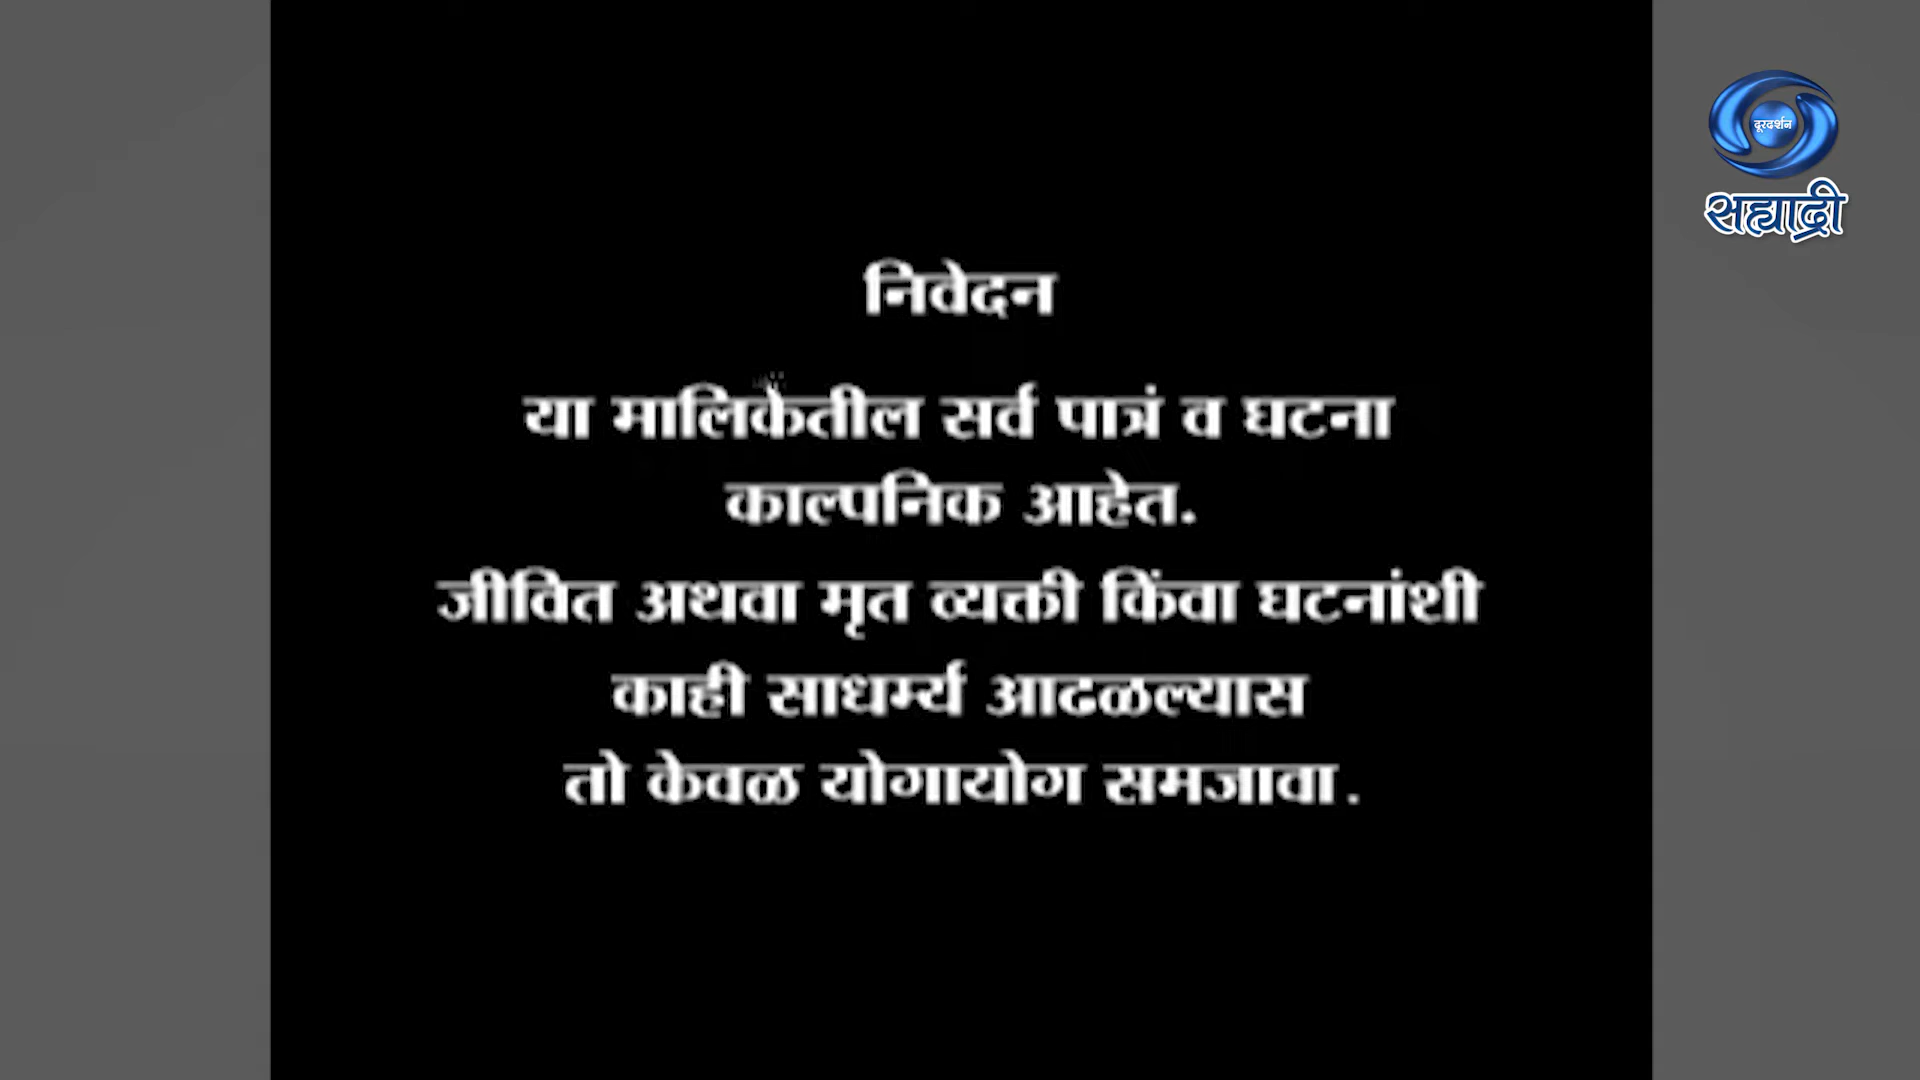 दूरदर्शन
सह्याद्री
निवेदन
या मालिकेतील सर्व पात्रं व घटना
काल्पनिक आहेत.
जीवित अथवा मृत व्यक्ती किंवा घटनांशी
काही साधर्म्य आढळल्यास
तो केवळ योगायोग समजावा.